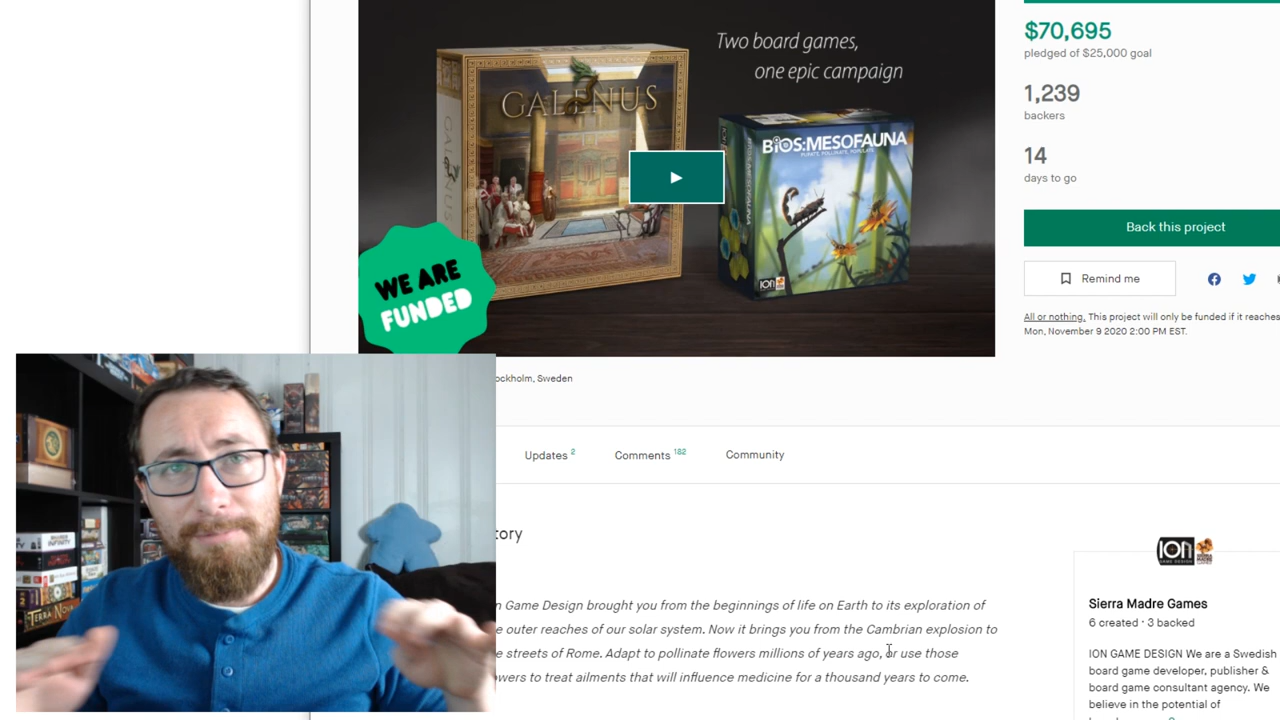 $70,695
pledged of $25,000 goal
1,239
backers
14
days to go
Back this project
Remind me
All or nothing. This project will only be funded if it reaches
Mon, November 9 2020 2:00 PM EST.
Two board games,
one epic campaign
GALENUS
GALENUS
BIOS:MESOFAUNA
ION
WE ARE
FUNDED
ockholm, Sweden
Updates 2
Comments 182
Community
tory
n Game Design brought you from the beginnings of life on Earth to its exploration of
e outer reaches of our solar system. Now it brings you from the Cambrian explosion to
e streets of Rome. Adapt to pollinate flowers millions of years ago, or use those
wers to treat ailments that will influence medicine for a thousand years to come.
ION
Sierra Madre Games
6 created · 3 backed
ION GAME DESIGN We are a Swedish
board game developer, publisher &
board game consultant agency. We
believe in the potential of
TERRA NOVA